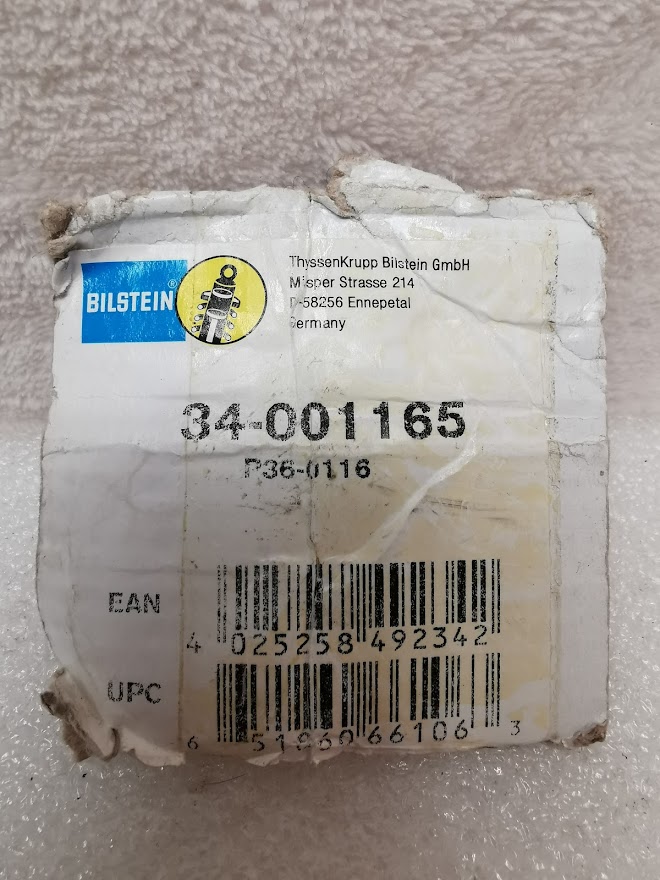 BILSTEIN®
ThyssenKrupp Bilstein GmbH
Milsper Strasse 214
D-58256 Ennepetal
Germany
34-001165
P36-0116
EAN
4 025258 492342
UPC
6 51860 66106 3